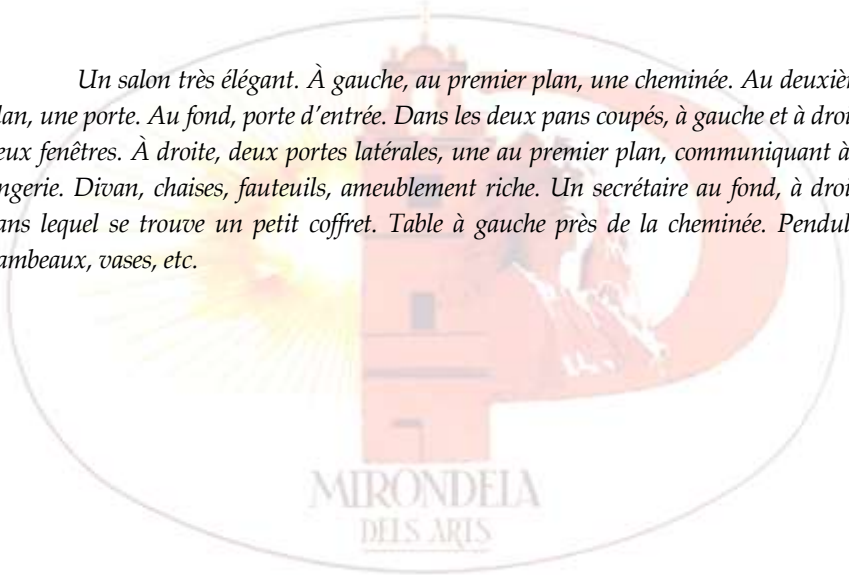 Un salon très élégant. À gauche, au premier plan, une cheminée. Au deuxièm
lan, une porte. Au fond, porte d’entrée. Dans les deux pans coupés, à gauche et à droi
eux fenêtres. À droite, deux portes latérales, une au premier plan, communiquant à
ngerie. Divan, chaises, fauteuils, ameublement riche. Un secrétaire au fond, à droi
ans lequel se trouve un petit coffret. Table à gauche près de la cheminée. Pendul
ambeaux, vases, etc.
MIRONDELA
DELS ARTS